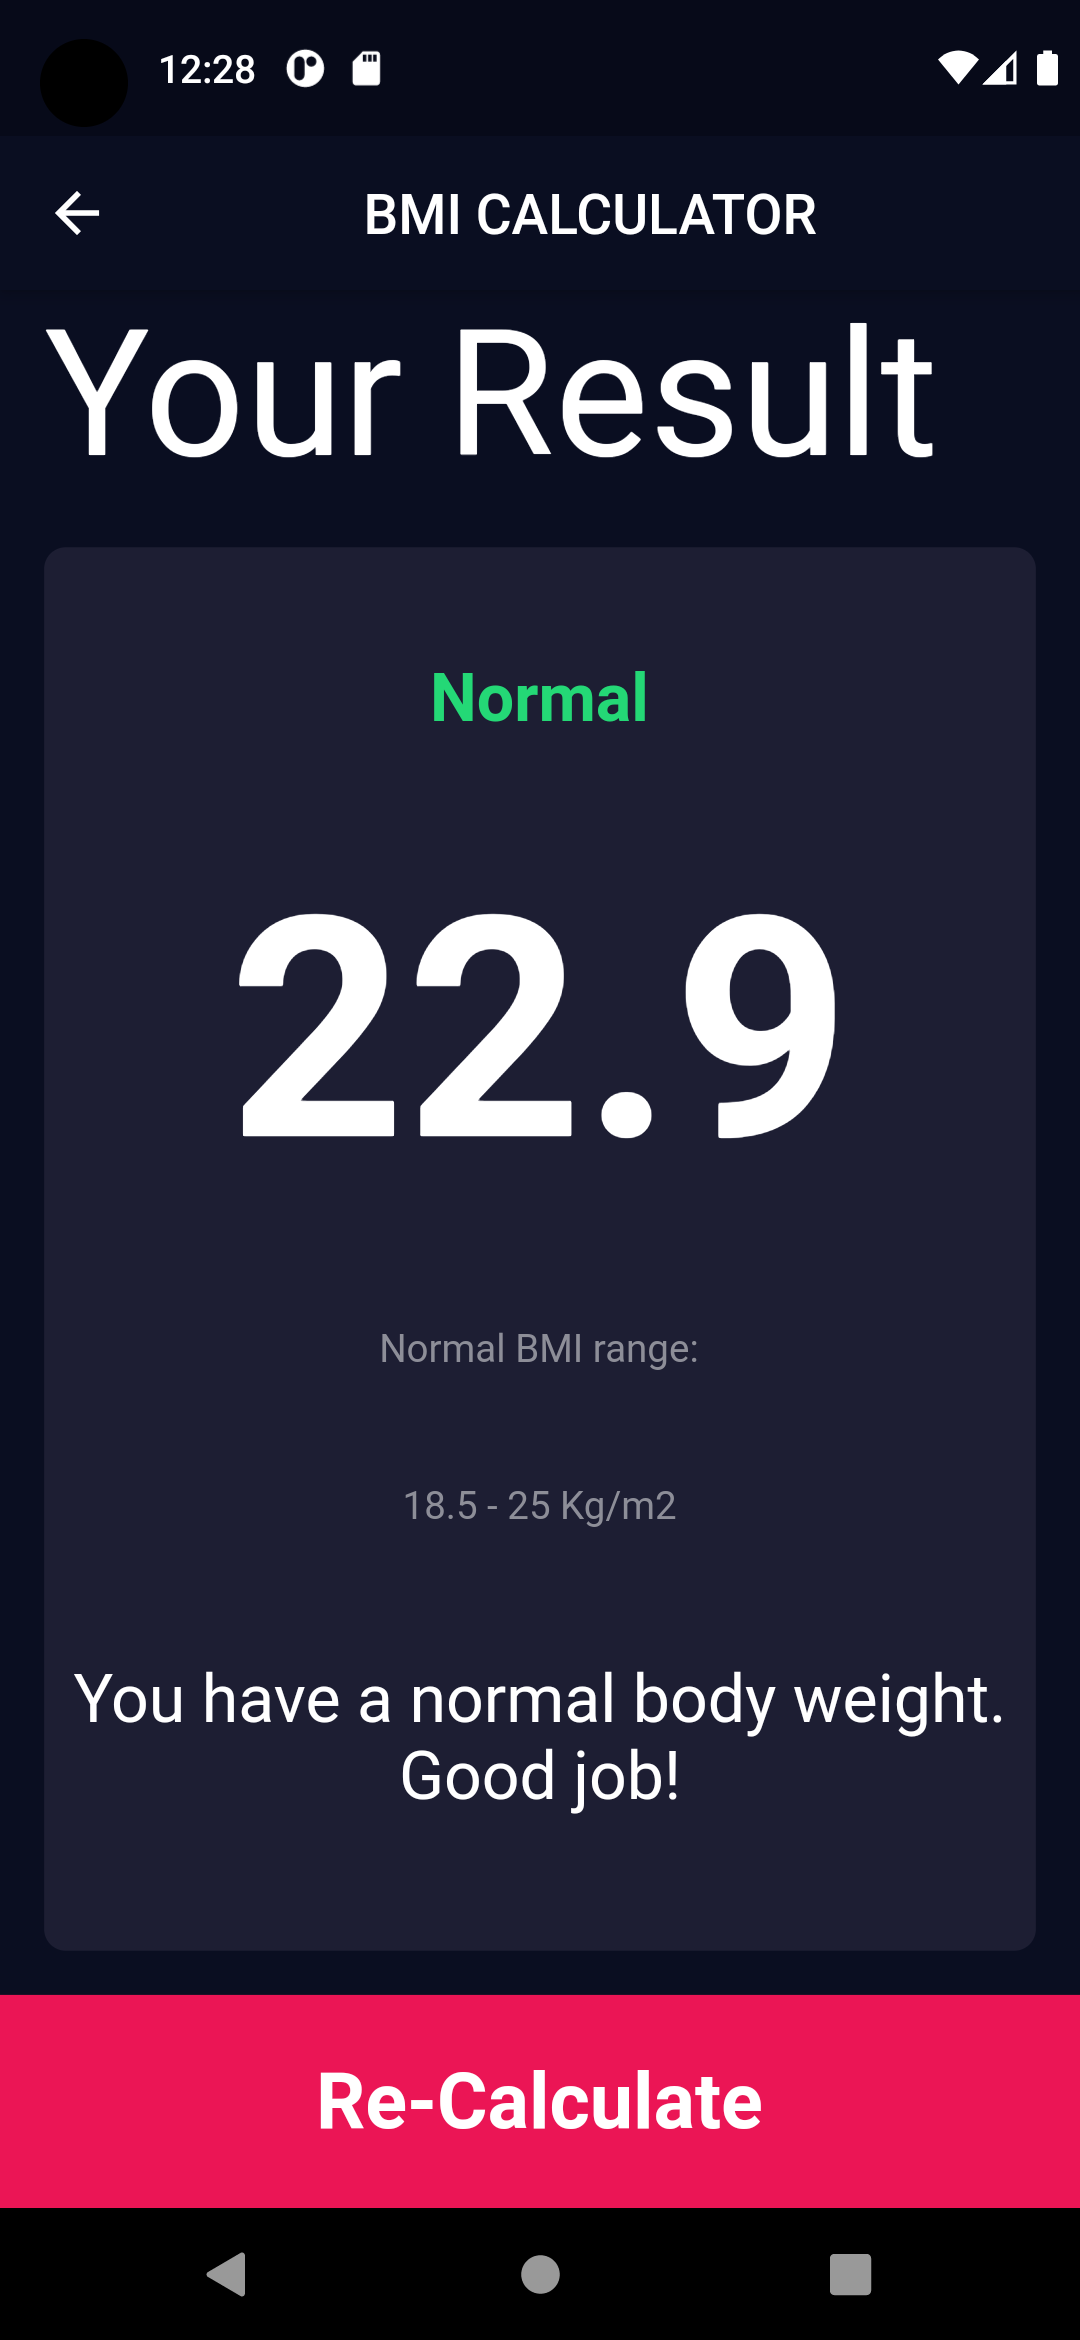 12:28
BMI CALCULATOR
Your Result
Normal
22.9
Normal BMI range:
18.5 - 25 Kg/m2
You have a normal body weight.
Good job!
Re-Calculate